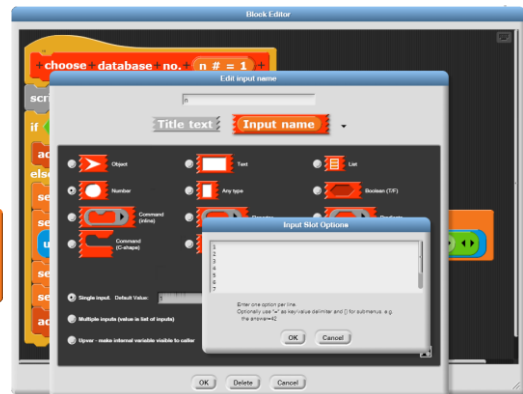 Block Editor
choose database no. n # = 1
Edit input name
n
scri
Title text Input name
if
ac
Object Text List
else
Number Any type Boolean (T/F)
se
Command
(inline)
Input Slot Options
se
Command
(C-shape)
1
2
3
4
5
6
7
u
se
Single input. Default Value:
Enter one option per line.
Optionally use "=" as key/value delimiter and {} for submenus, e.g.
the answer=42
se
Multiple inputs (value is list of inputs)
ac
OK Cancel
Upvar - make internal variable visible to caller
OK Delete Cancel